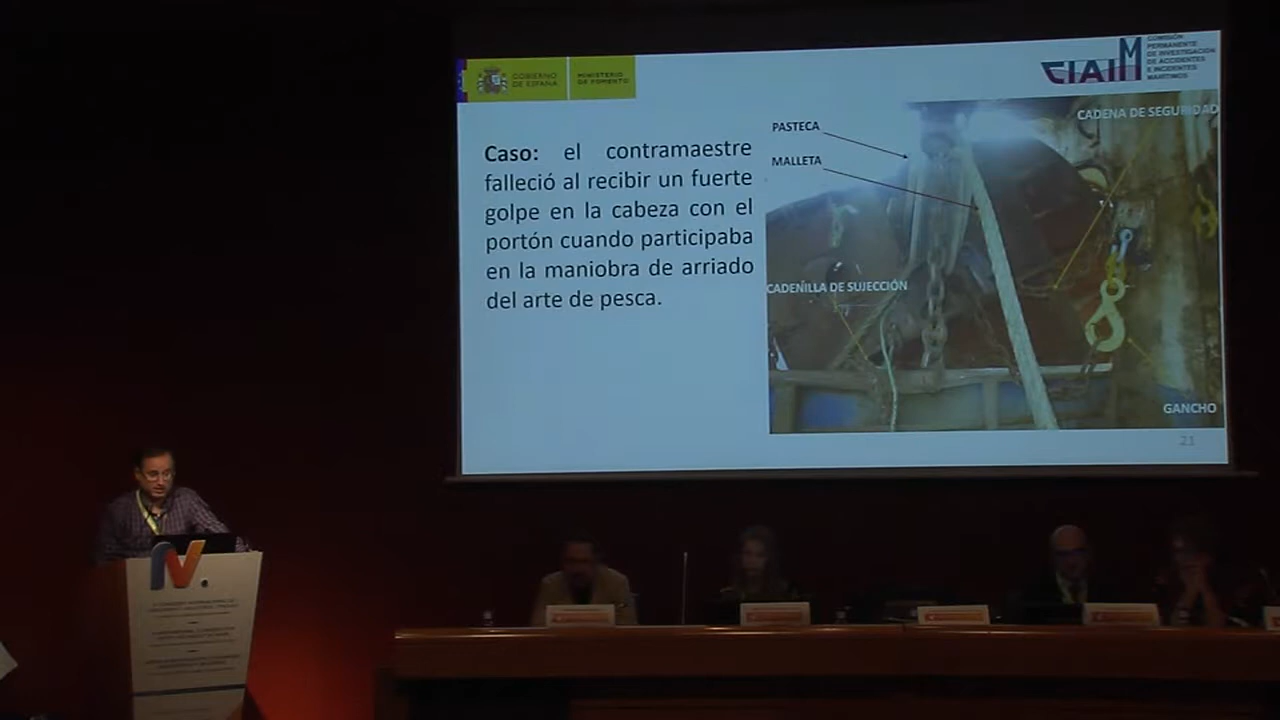 GOBIERNO
DE ESPAÑA
MINISTERIO
DE FOMENTO
CIAIM
COMISIÓN
PERMANENTE
DE INVESTIGACIÓN
DE ACCIDENTES
E INCIDENTES
MARÍTIMOS
Caso: el contramaestre
falleció al recibir un fuerte
golpe en la cabeza con el
portón cuando participaba
en la maniobra de arriado
del arte de pesca.
PASTECA
MALLETA
CADENA DE SEGURIDAD
CADENILLA DE SUJECCIÓN
GANCHO
21